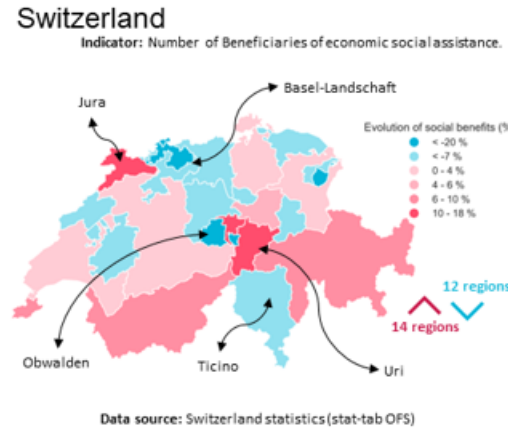 Switzerland
Indicator: Number of Beneficiaries of economic social assistance.
Basel-Landschaft
Jura
Evolution of social benefits (%
< -20 %
< -7 %
0 - 4 %
4 - 6 %
6 - 10 %
10 - 18 %
12 regions
14 regions
Obwalden
Ticino
Uri
Data source: Switzerland statistics (stat-tab OFS)